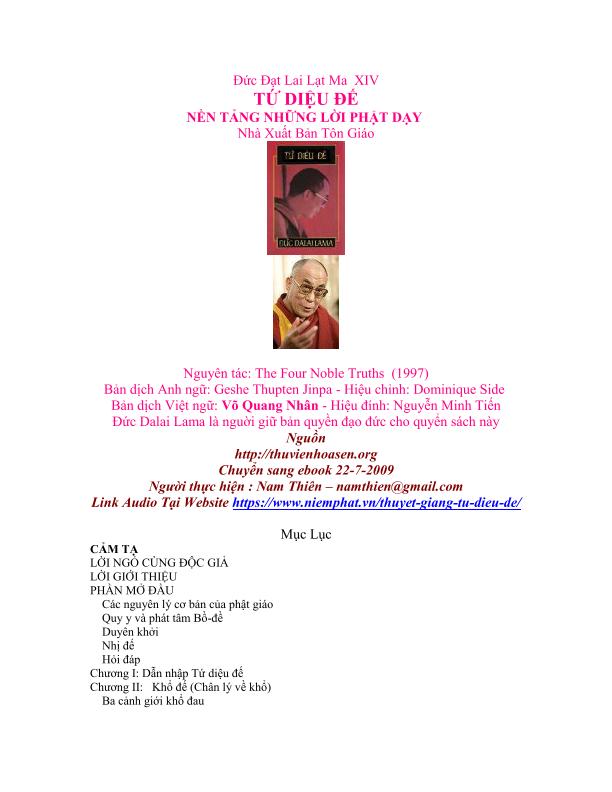 Đức Đạt Lai Lạt Ma XIV
TỨ DIỆU ĐẾ
NỀN TẢNG NHỮNG LỜI PHẬT DẠY
Nhà Xuất Bản Tôn Giáo
TỨ DIỆU ĐẾ
ĐỨC DALAI LAMA
Nguyên tác: The Four Noble Truths (1997)
Bản dịch Anh ngữ: Geshe Thupten Jinpa - Hiệu chính: Dominique Side
Bản dịch Việt ngữ: Võ Quang Nhân - Hiệu đính: Nguyễn Minh Tiến
Đức Dalai Lama là người giữ bản quyền đạo đức cho quyển sách này
Nguồn
http://thuvienhoasen.org
Chuyển sang ebook 22-7-2009
Người thực hiện : Nam Thiên – namthien@gmail.com
Link Audio Tại Website https://www.niemphat.vn/thuyet-giang-tu-dieu-de/
Mục Lục
CẢM TẠ
LỜI NGỎ CÙNG ĐỘC GIẢ
LỜI GIỚI THIỆU
PHẦN MỞ ĐẦU
Các nguyên lý cơ bản của phật giáo
Quy y và phát tâm Bồ-đề
Duyên khởi
Nhị đế
Hỏi đáp
Chương I: Dẫn nhập Tứ diệu đế
Chương II: Khổ đế (Chân lý về khổ)
Ba cảnh giới khổ đau